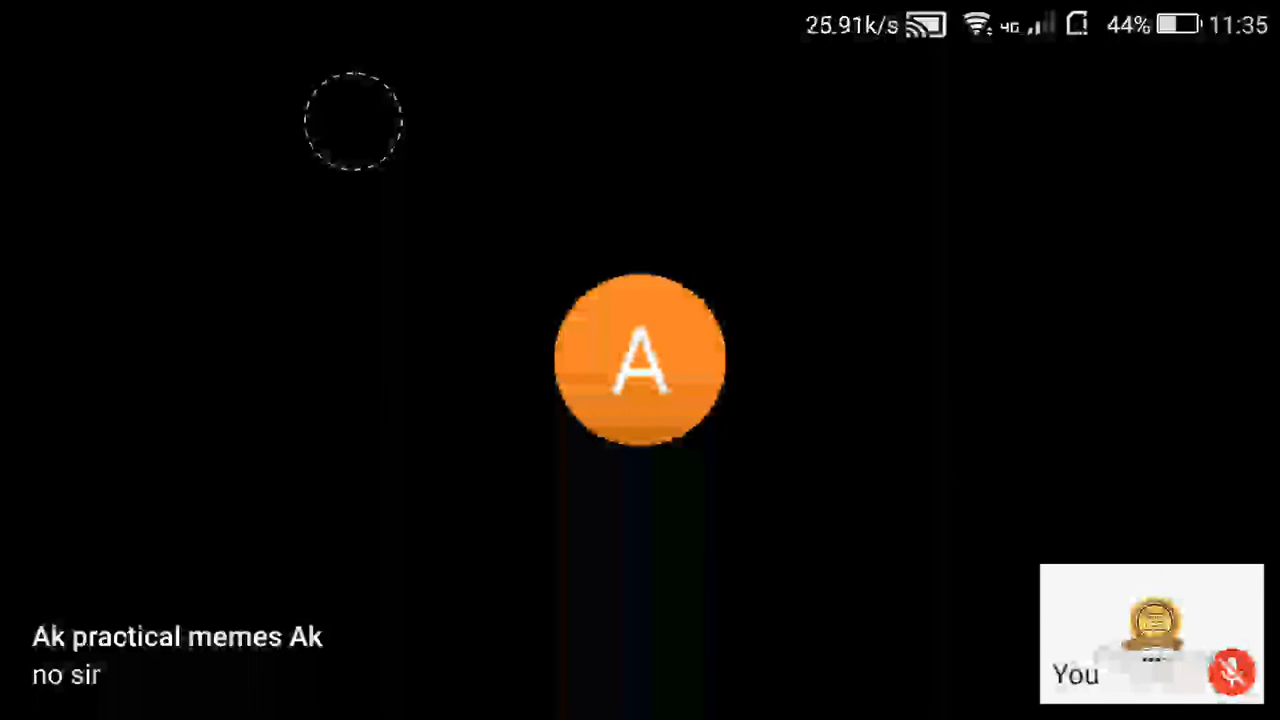 25.91k/s 4G 44% 11:35
A
Ak practical memes Ak
no sir
You